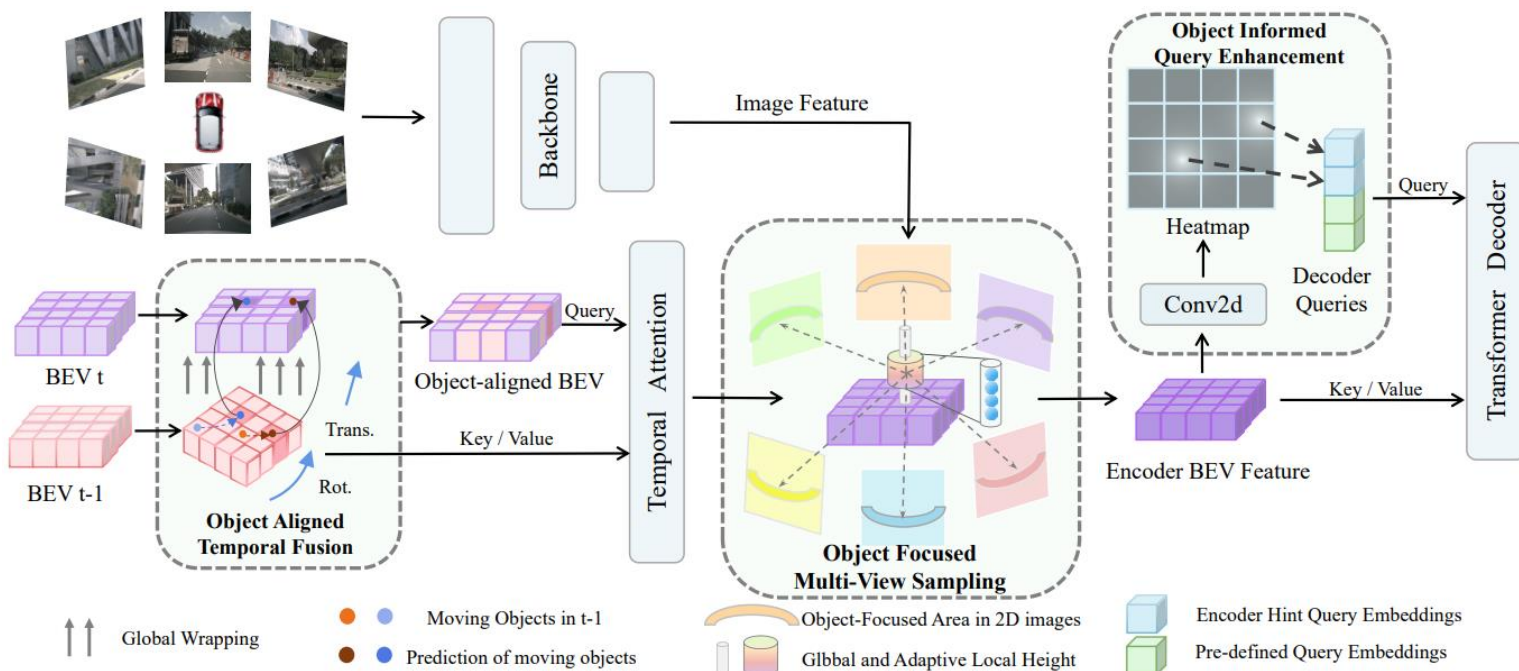 Backbone
Image Feature
Object Informed
Query Enhancement
Heatmap
Conv2d
Decoder
Queries
Query
Transformer Decoder
BEV t
BEV t-1
Trans.
Rot.
Object Aligned
Temporal Fusion
Object-aligned BEV
Query
Key / Value
Temporal Attention
Object Focused
Multi-View Sampling
Encoder BEV Feature
Key / Value
Global Wrapping
Moving Objects in t-1
Prediction of moving objects
Object-Focused Area in 2D images
Glbbal and Adaptive Local Height
Encoder Hint Query Embeddings
Pre-defined Query Embeddings